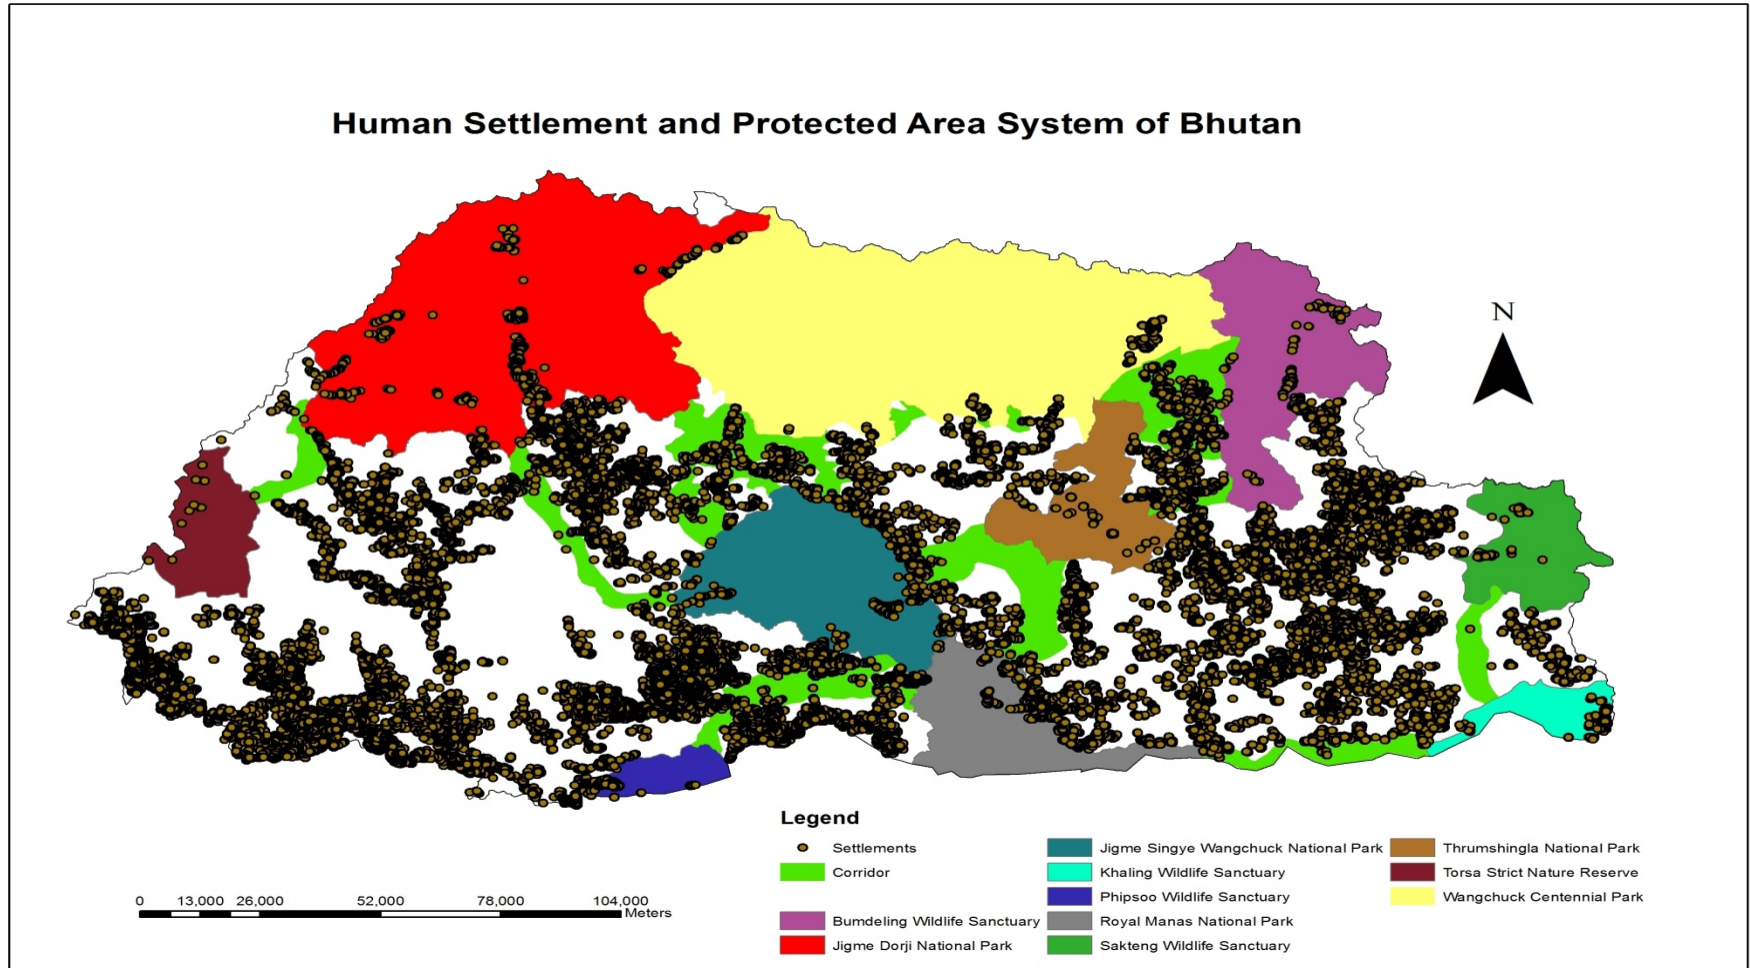 Human Settlement and Protected Area System of Bhutan
N
Legend
Settlements
Corridor
Bumdeling Wildlife Sanctuary
Jigme Dorji National Park
Jigme Singye Wangchuck National Park
Khaling Wildlife Sanctuary
Phipsoo Wildlife Sanctuary
Royal Manas National Park
Sakteng Wildlife Sanctuary
Thrumshingla National Park
Torsa Strict Nature Reserve
Wangchuck Centennial Park
0 13,000 26,000 52,000 78,000 104,000
Meters